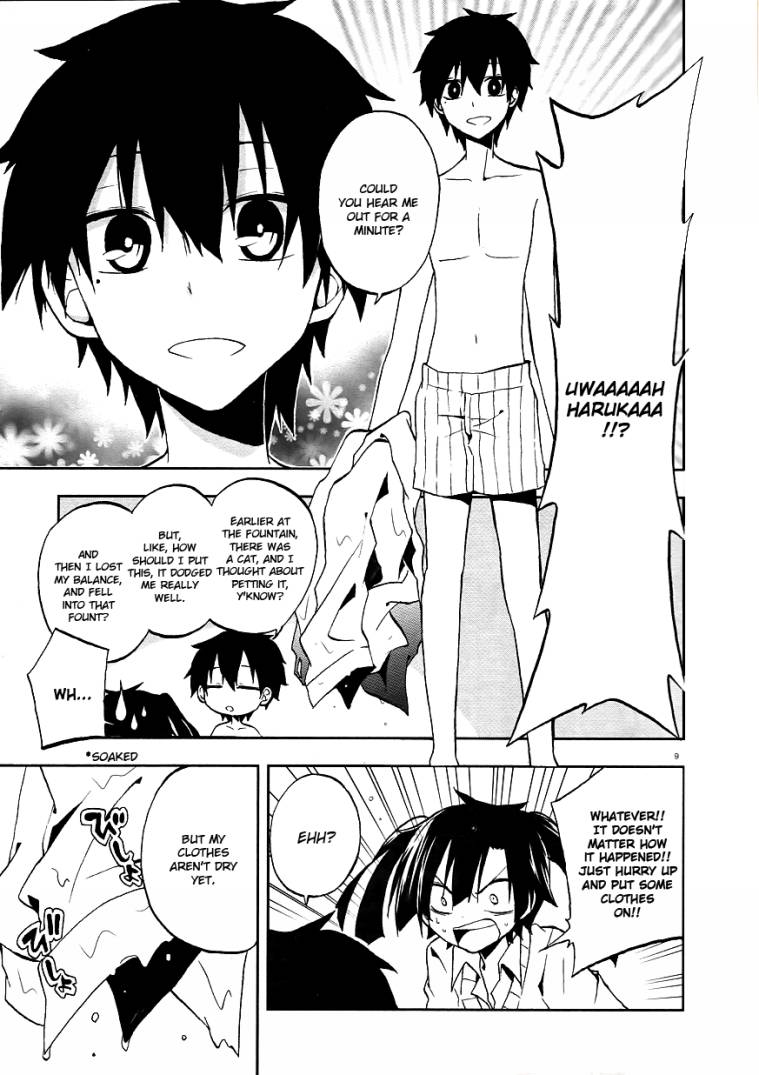 UWAAAAAH
HARUKAAA
!!?
COULD
YOU HEAR ME
OUT FOR A
MINUTE?
EARLIER AT
THE FOUNTAIN,
THERE WAS
A CAT, AND I
THOUGHT ABOUT
PETTING IT,
Y'KNOW?
BUT,
LIKE, HOW
SHOULD I PUT
THIS, IT DODGED
ME REALLY
WELL.
AND
THEN I LOST
MY BALANCE,
AND FELL
INTO THAT
FOUNT?
WH...
9
WHATEVER!!
IT DOESN'T
MATTER HOW
IT HAPPENED!!
JUST HURRY UP
AND PUT SOME
CLOTHES
ON!!
EHH?
*SOAKED
BUT MY
CLOTHES
AREN'T DRY
YET.
びしょ
びしょ